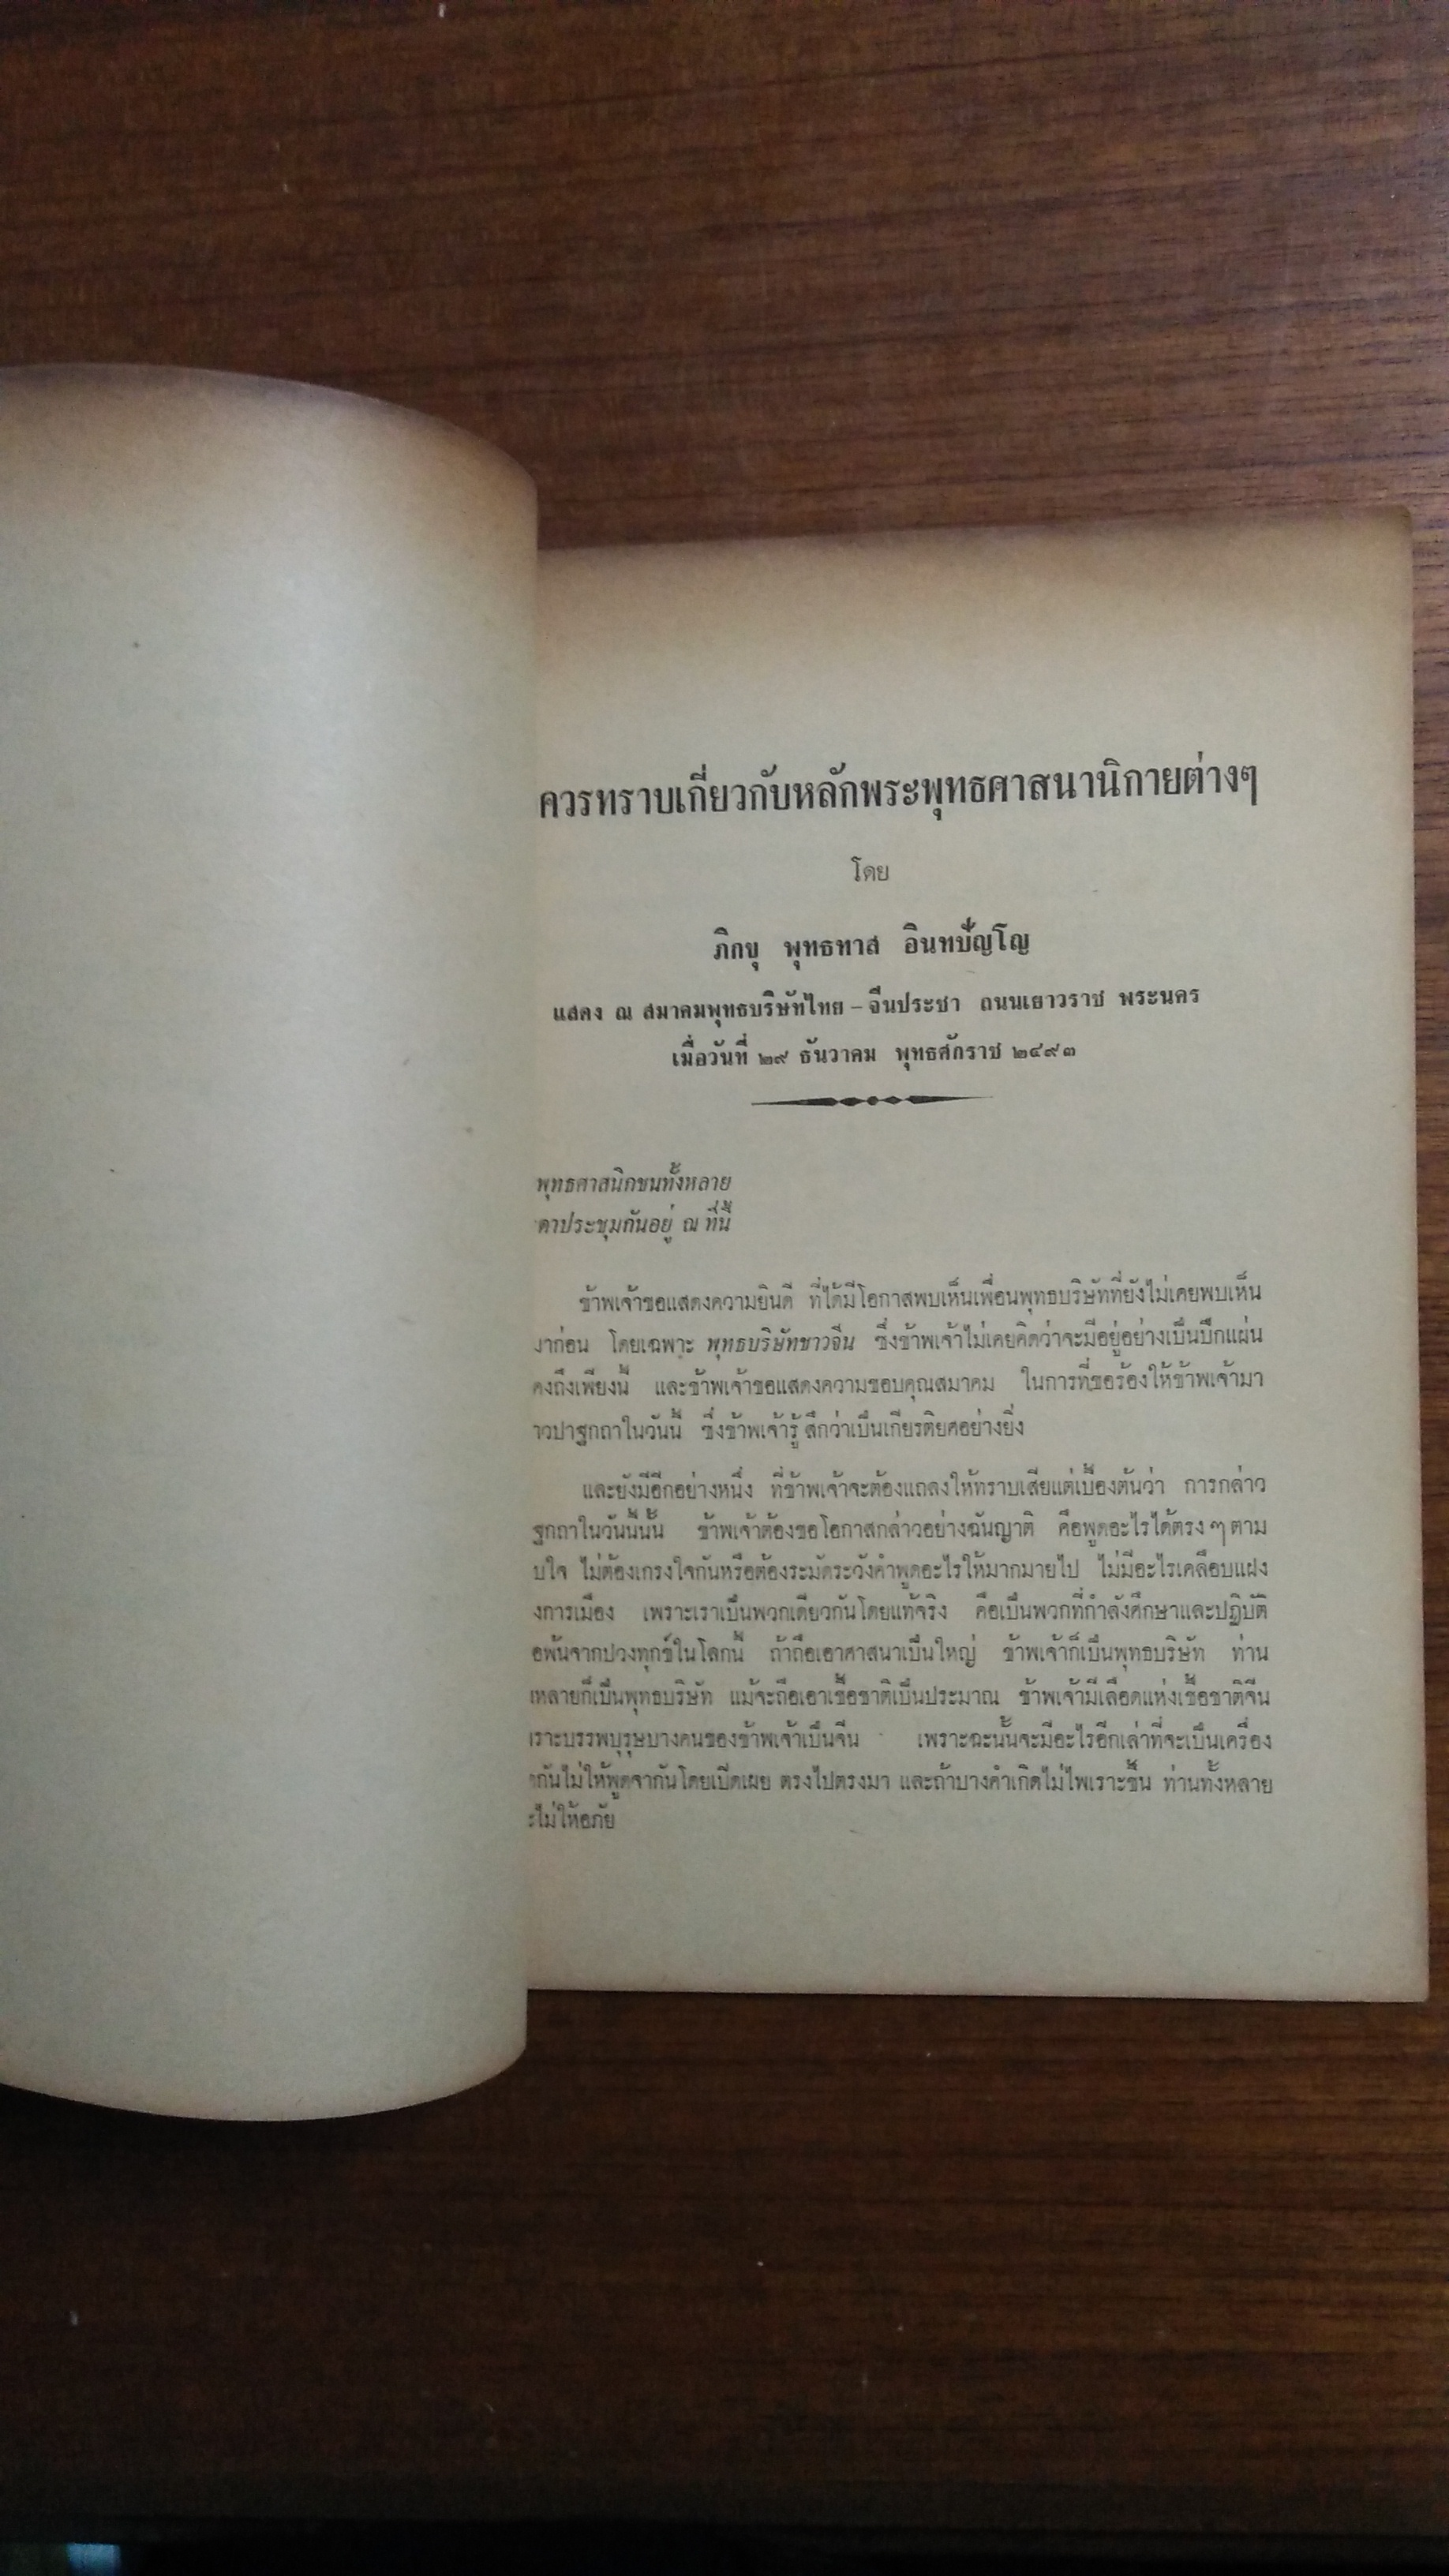 ควรทราบเกี่ยวกับหลักพระพุทธศาสนานิกายต่างๆ
โดย
ภิกขุ พุทธทาส อินทปัญโญ
แสดง ณ สมาคมพุทธบริษัทไทย – จีนประชา ถนนเยาวราช พระนคร
เมื่อวันที่ ๒๙ ธันวาคม พุทธศักราช ๒๔๙๓
พุทธศาสนิกชนทั้งหลาย
ดาประชุมกันอยู่ ณ ที่นี้
ข้าพเจ้าขอแสดงความยินดี ที่ได้มีโอกาสพบเห็นเพื่อนพุทธบริษัทที่ยังไม่เคยพบเห็น
มาก่อน โดยเฉพาะ พุทธบริษัทชาวจีน ซึ่งข้าพเจ้าไม่เคยคิดว่าจะมีอยู่อย่างเป็นปึกแผ่น
คงถึงเพียงนี้ และข้าพเจ้าขอแสดงความขอบคุณสมาคม ในการที่ขอร้องให้ข้าพเจ้ามา
าวปาฐกถาในวันนี้ ซึ่งข้าพเจ้ารู้สึกว่าเป็นเกียรติยศอย่างยิ่ง
และยังมีอีกอย่างหนึ่ง ที่ข้าพเจ้าจะต้องแถลงให้ทราบเสียแต่เบื้องต้นว่า การกล่าว
ฐกถาในวันนี้นั้น ข้าพเจ้าต้องขอโอกาสกล่าวอย่างฉันญาติ คือพูดอะไรได้ตรง ๆ ตาม
บใจ ไม่ต้องเกรงใจกันหรือต้องระมัดระวังคำพูดอะไรให้มากมายไป ไม่มีอะไรเคลือบแฝง
งการเมือง เพราะเราเป็นพวกเดียวกันโดยแท้จริง คือเป็นพวกที่กำลังศึกษาและปฏิบัติ
อพ้นจากปวงทุกข์ในโลกนี้ ถ้าถือเอาศาสนาเป็นใหญ่ ข้าพเจ้าก็เป็นพุทธบริษัท ท่าน
งหลายก็เป็นพุทธบริษัท แม้จะถือเอาเชื้อชาติเป็นประมาณ ข้าพเจ้ามีเลือดแห่งเชื้อชาติจีน
ราะบรรพบุรุษบางคนของข้าพเจ้าเป็นจีน เพราะฉะนั้นจะมีอะไรอีกเล่าที่จะเป็นเครื่อง
กันไม่ให้พูดจากันโดยเปิดเผย ตรงไปตรงมา และถ้าบางคำเกิดไม่ไพเราะขึ้น ท่านทั้งหลาย
ะไม่ให้อภัย